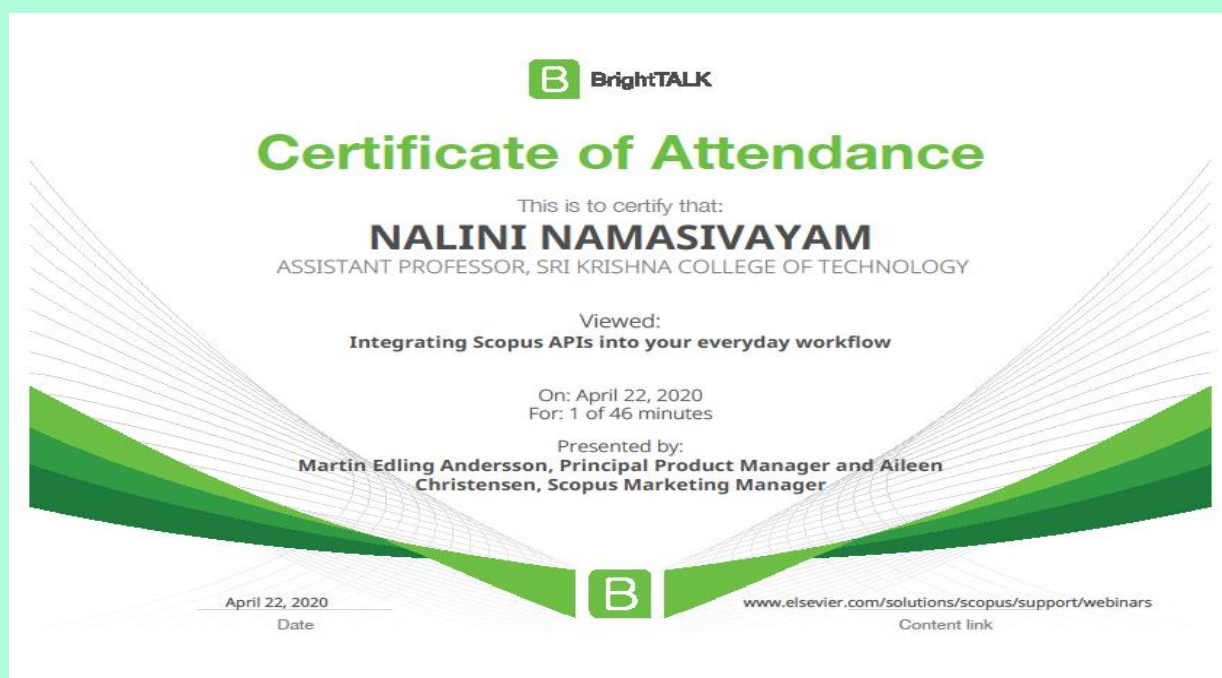 B BrightTALK
Certificate of Attendance
This is to certify that:
NALINI NAMASIVAYAM
ASSISTANT PROFESSOR, SRI KRISHNA COLLEGE OF TECHNOLOGY
Viewed:
Integrating Scopus APIs into your everyday workflow
On: April 22, 2020
For: 1 of 46 minutes
Presented by:
Martin Edling Andersson, Principal Product Manager and Aileen
Christensen, Scopus Marketing Manager
B
April 22, 2020
Date
www.elsevier.com/solutions/scopus/support/webinars
Content link